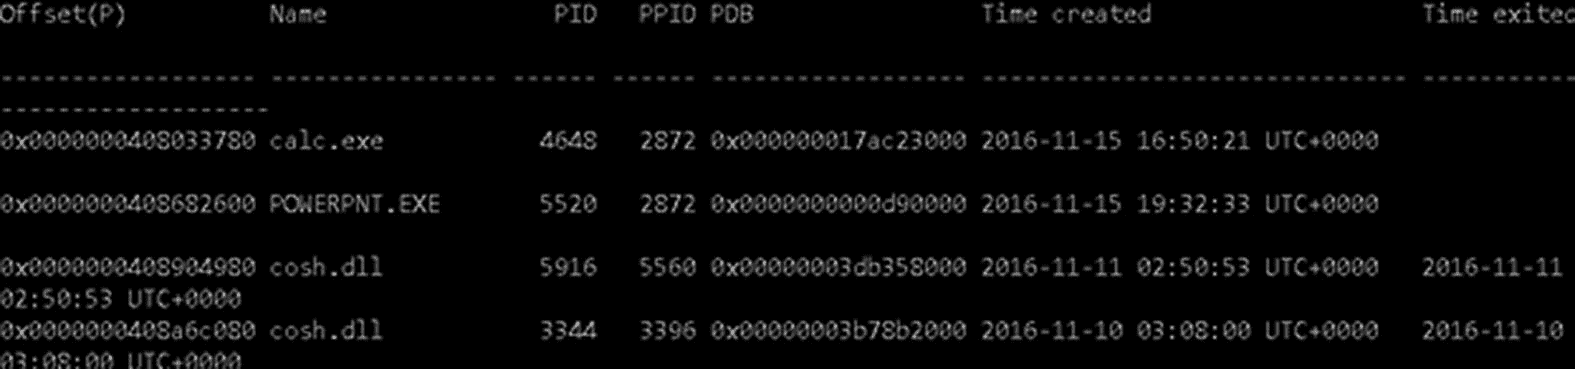 Offset(P)          Name                PID   PPID PDB                Time created                   Time exited
------------------ ---------------- ------ ------ ------------------ ------------------------------ -----------
-------------------
0x0000000408033780 calc.exe           4648   2872 0x000000017ac23000 2016-11-15 16:50:21 UTC+0000
0x0000000408682600 POWERPNT.EXE       5520   2872 0x0000000000d90000 2016-11-15 19:32:33 UTC+0000
0x0000000408904980 cosh.dll           5916   5560 0x00000003db358000 2016-11-11 02:50:53 UTC+0000   2016-11-11
02:50:53 UTC+0000
0x0000000408a6c080 cosh.dll           3344   3396 0x00000003b78b2000 2016-11-10 03:08:00 UTC+0000   2016-11-10
03:08:00 UTC+0000